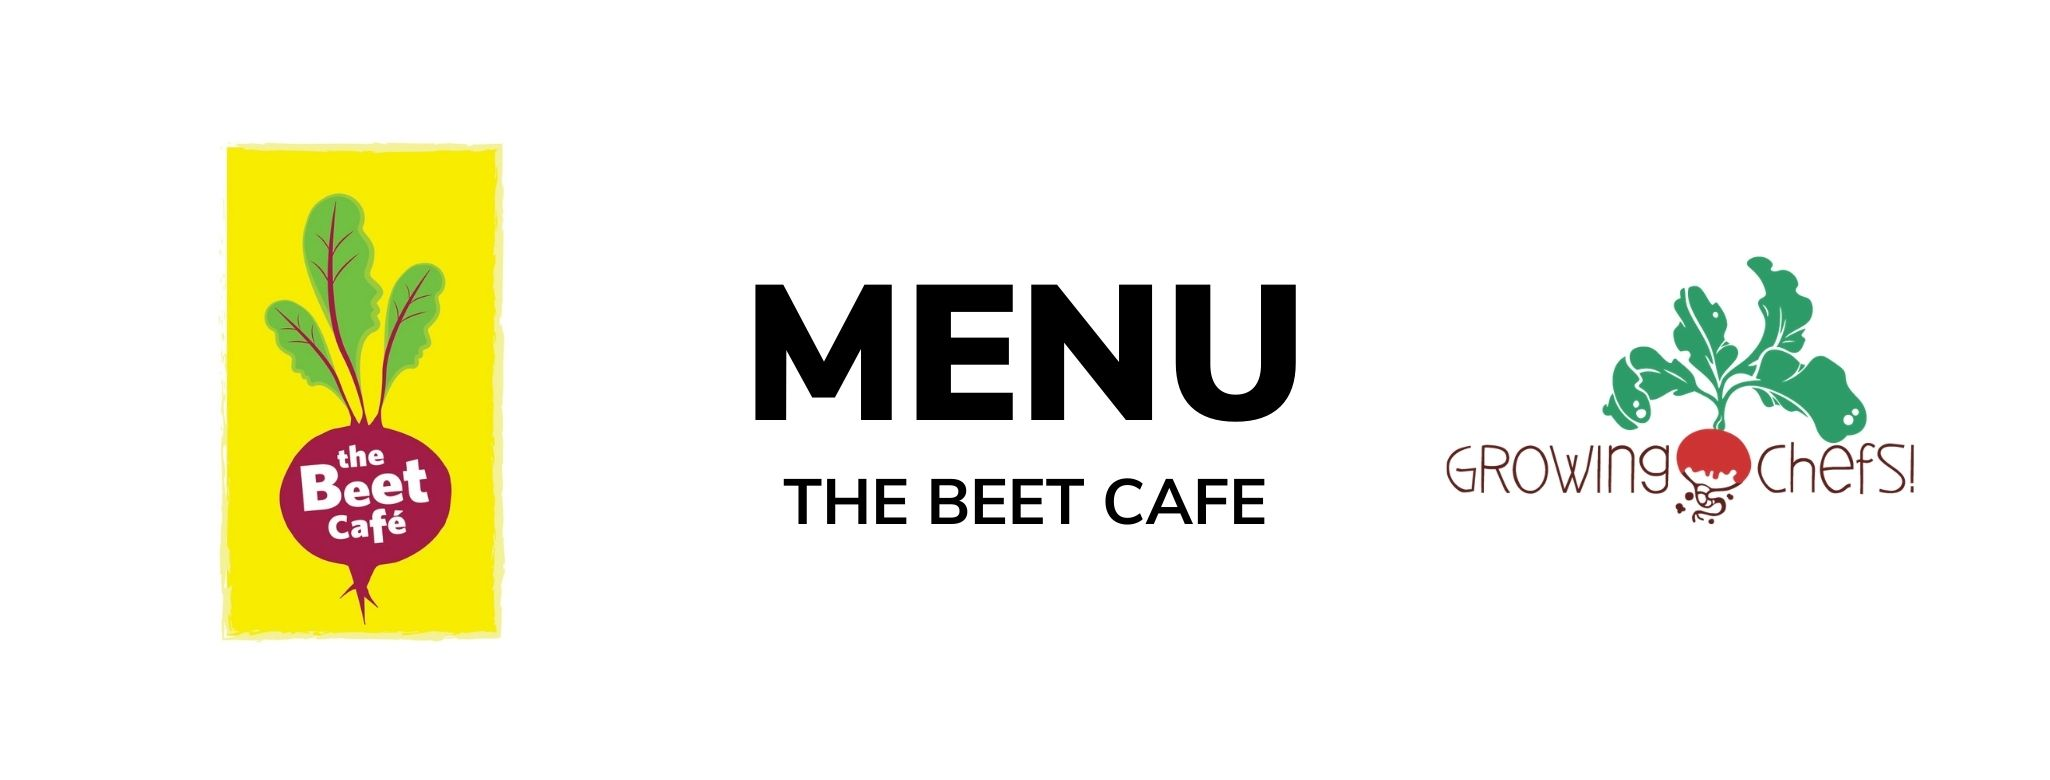 the
Beet
Café
MENU
THE BEET CAFE
GROWING Chefs!